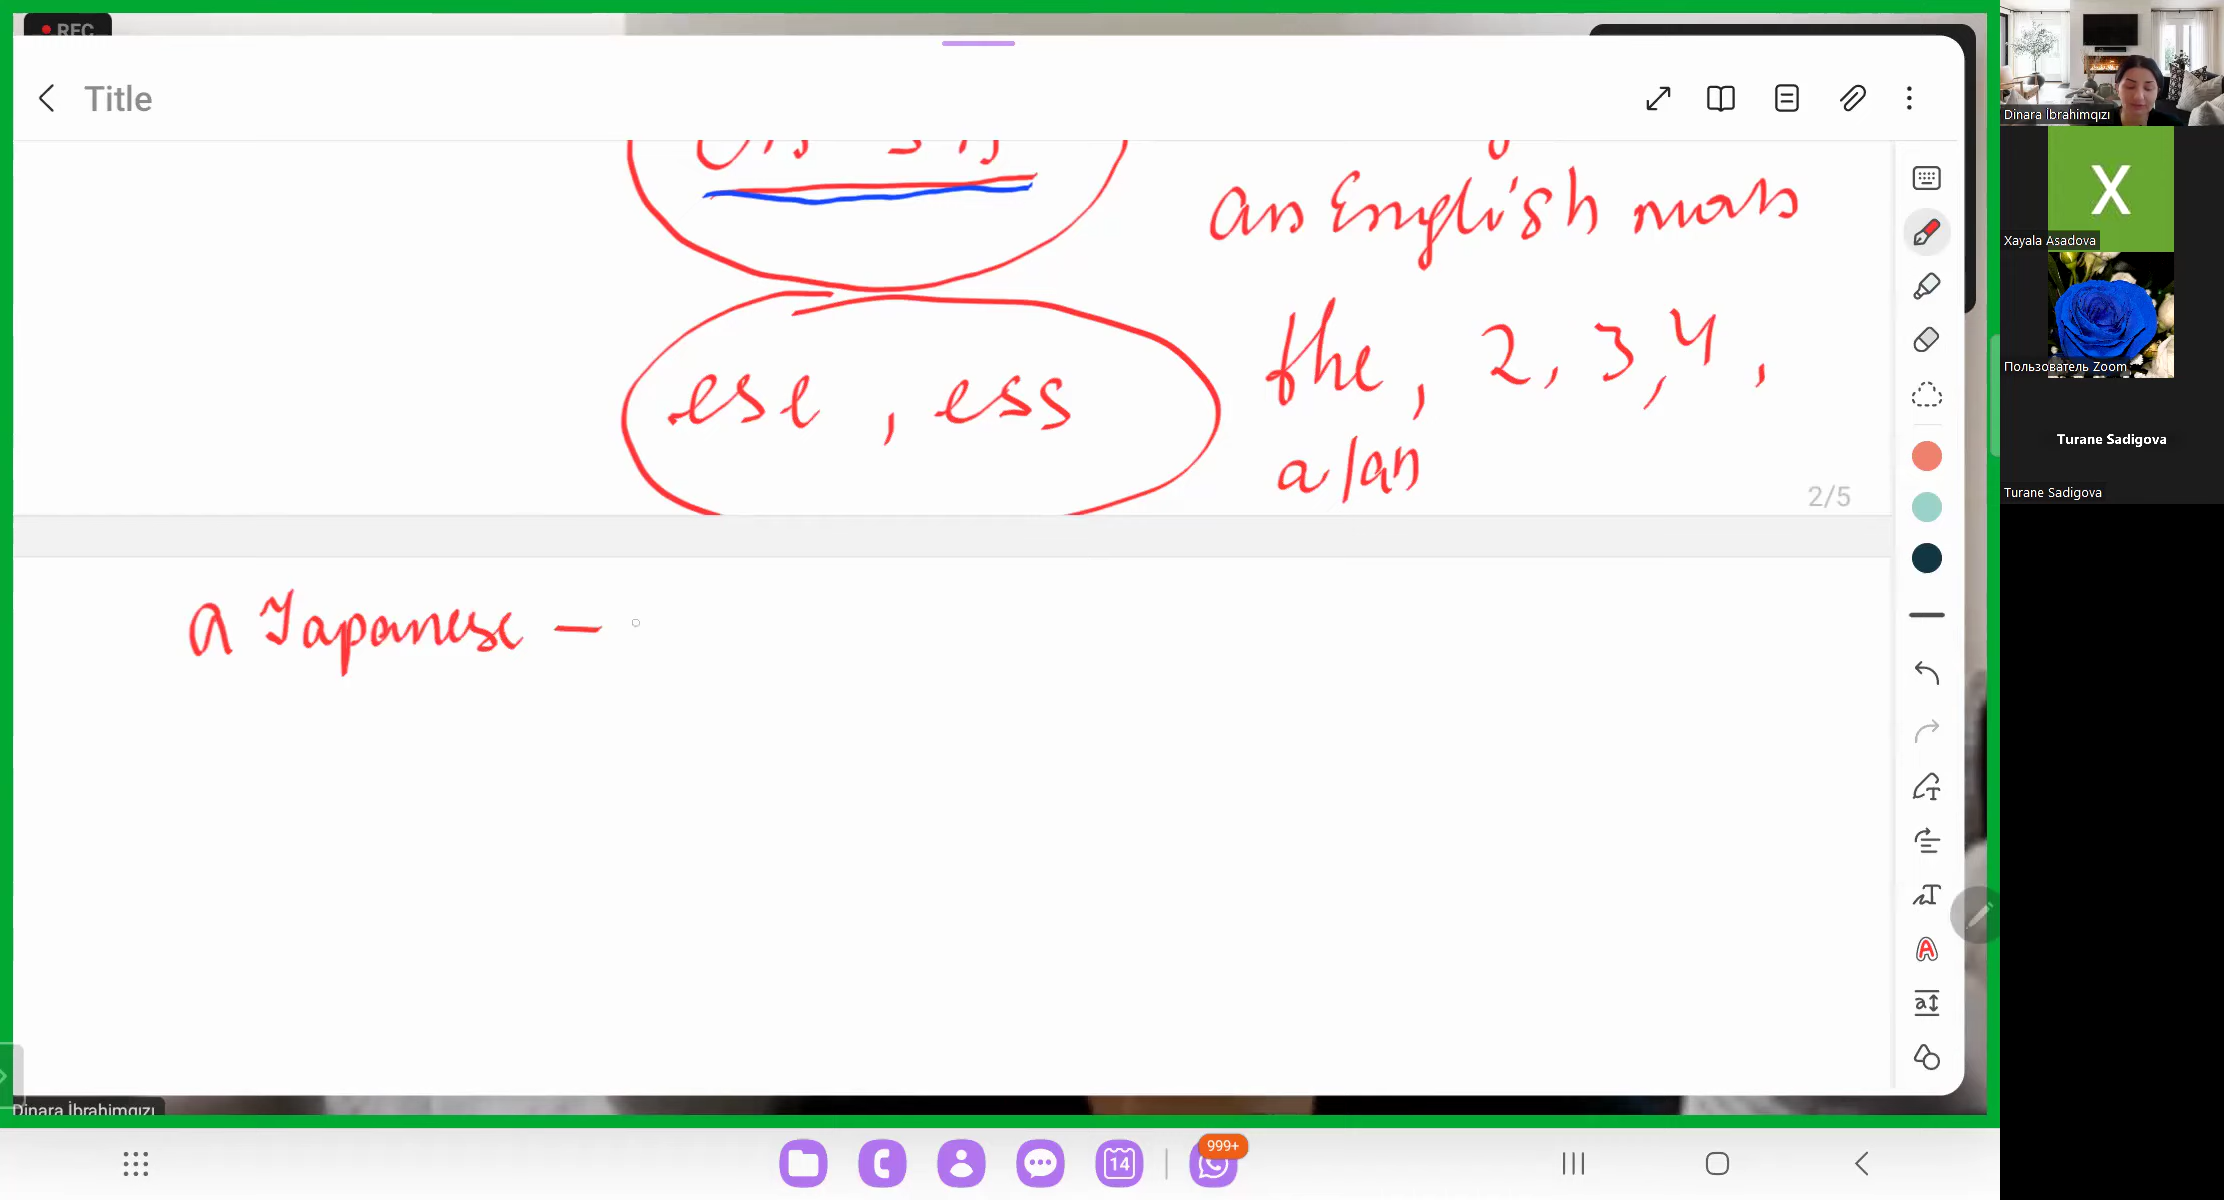 REC
Title
an English man
ese , ess
the, 2, 3, 4,
a/an
2/5
a Japanese –
Dinara İbrahimqızı
14
999+
Dinara İbrahimqızı
X
Xayala Asadova
Пользователь Zoom
Turane Sadigova
Turane Sadigova